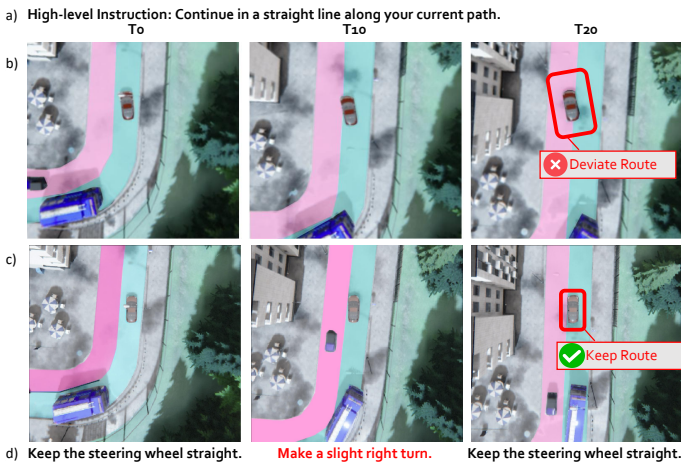 a) High-level Instruction: Continue in a straight line along your current path.
T0 T10 T20
b)
Deviate Route
c)
Keep Route
d) Keep the steering wheel straight. Make a slight right turn. Keep the steering wheel straight.